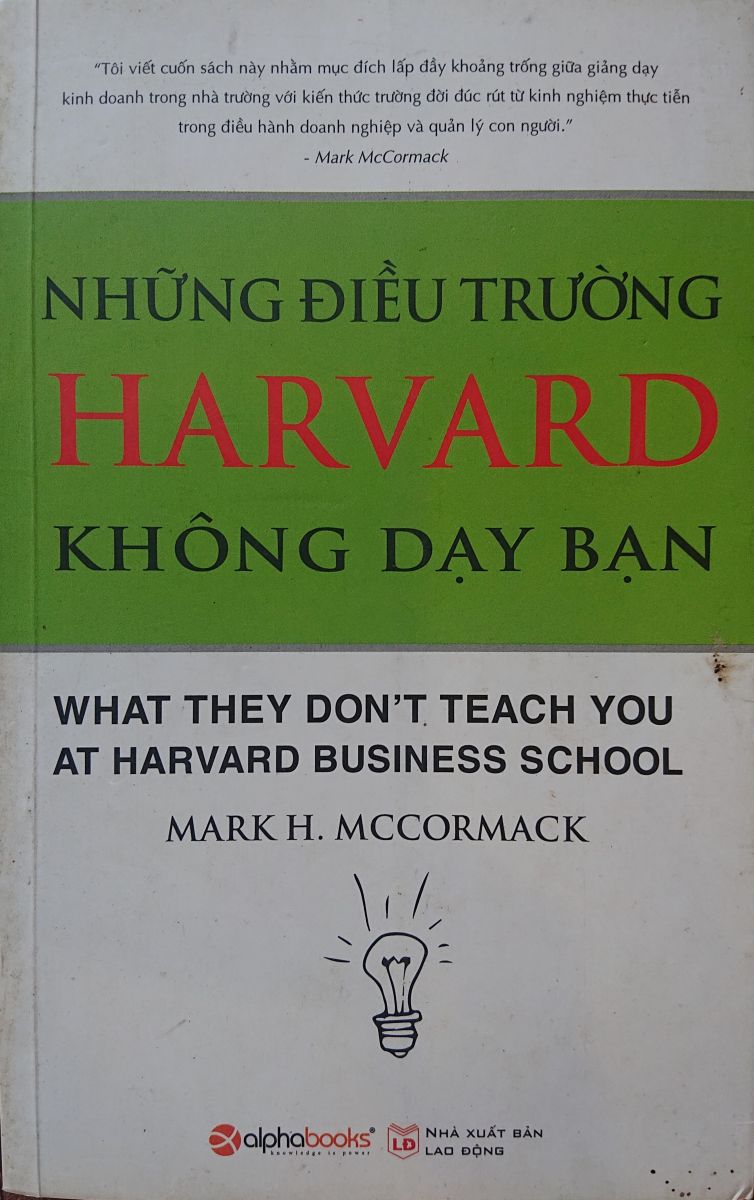 “Tôi viết cuốn sách này nhằm mục đích lấp đầy khoảng trống giữa giảng dạy
kinh doanh trong nhà trường với kiến thức trường đời đúc rút từ kinh nghiệm thực tiễn
trong điều hành doanh nghiệp và quản lý con người.”
- Mark McCormack
NHỮNG ĐIỀU TRƯỜNG
HARVARD
KHÔNG DẠY BẠN
WHAT THEY DON'T TEACH YOU
AT HARVARD BUSINESS SCHOOL
MARK H. MCCORMACK
alphabooks®
knowledge is power
LĐ
NHÀ XUẤT BẢN
LAO ĐỘNG